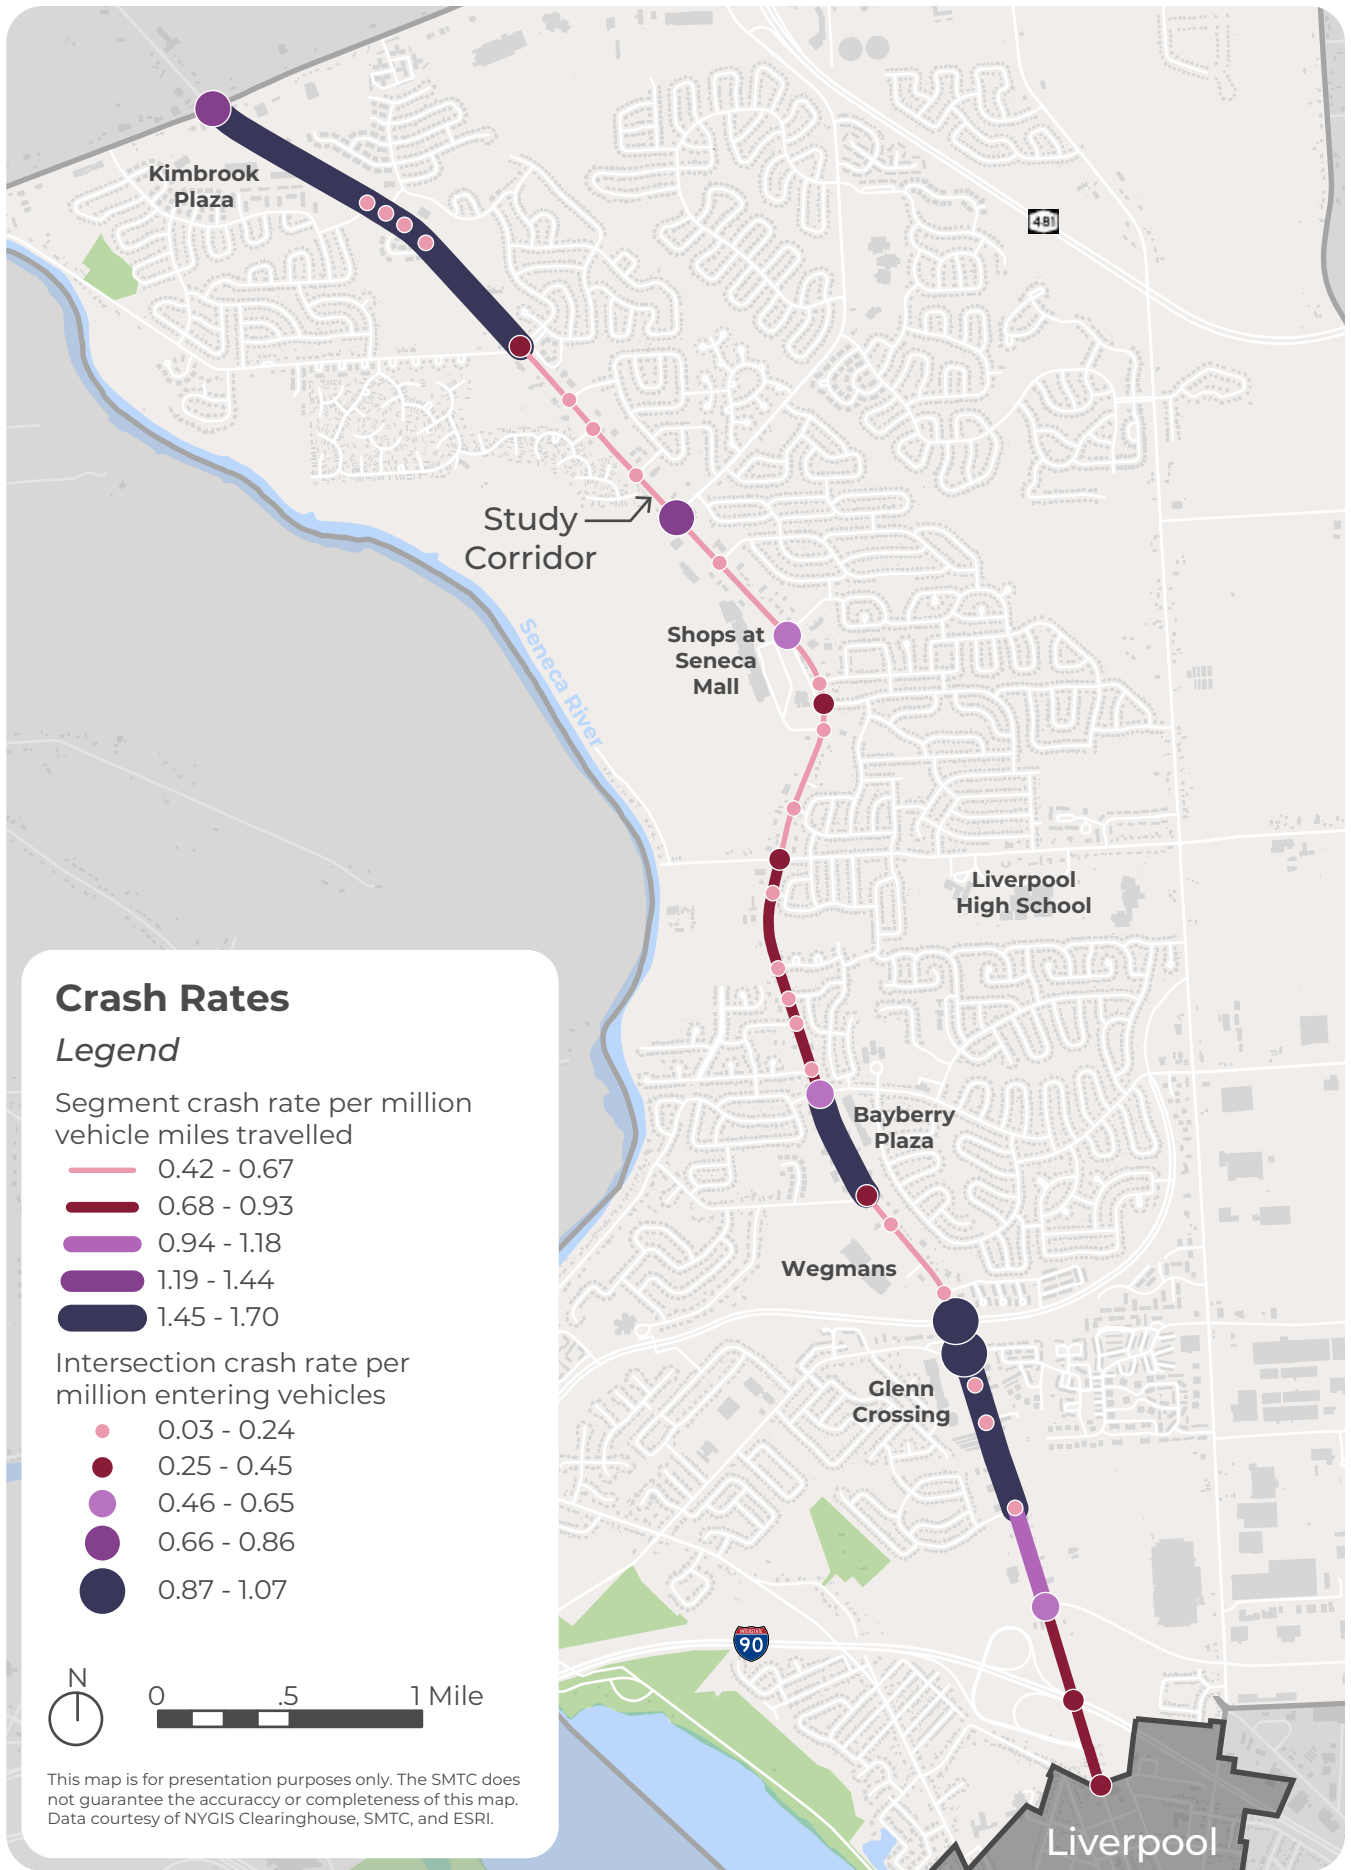 Kimbrook
Plaza
481
Study
Corridor
Seneca River
Shops at
Seneca
Mall
Liverpool
High School
Bayberry
Plaza
Wegmans
Glenn
Crossing
INTERSTATE
90
Liverpool
Crash Rates
Legend
Segment crash rate per million
vehicle miles travelled
0.42 - 0.67
0.68 - 0.93
0.94 - 1.18
1.19 - 1.44
1.45 - 1.70
Intersection crash rate per
million entering vehicles
0.03 - 0.24
0.25 - 0.45
0.46 - 0.65
0.66 - 0.86
0.87 - 1.07
N
0 .5 1 Mile
This map is for presentation purposes only. The SMTC does
not guarantee the accuraccy or completeness of this map.
Data courtesy of NYGIS Clearinghouse, SMTC, and ESRI.